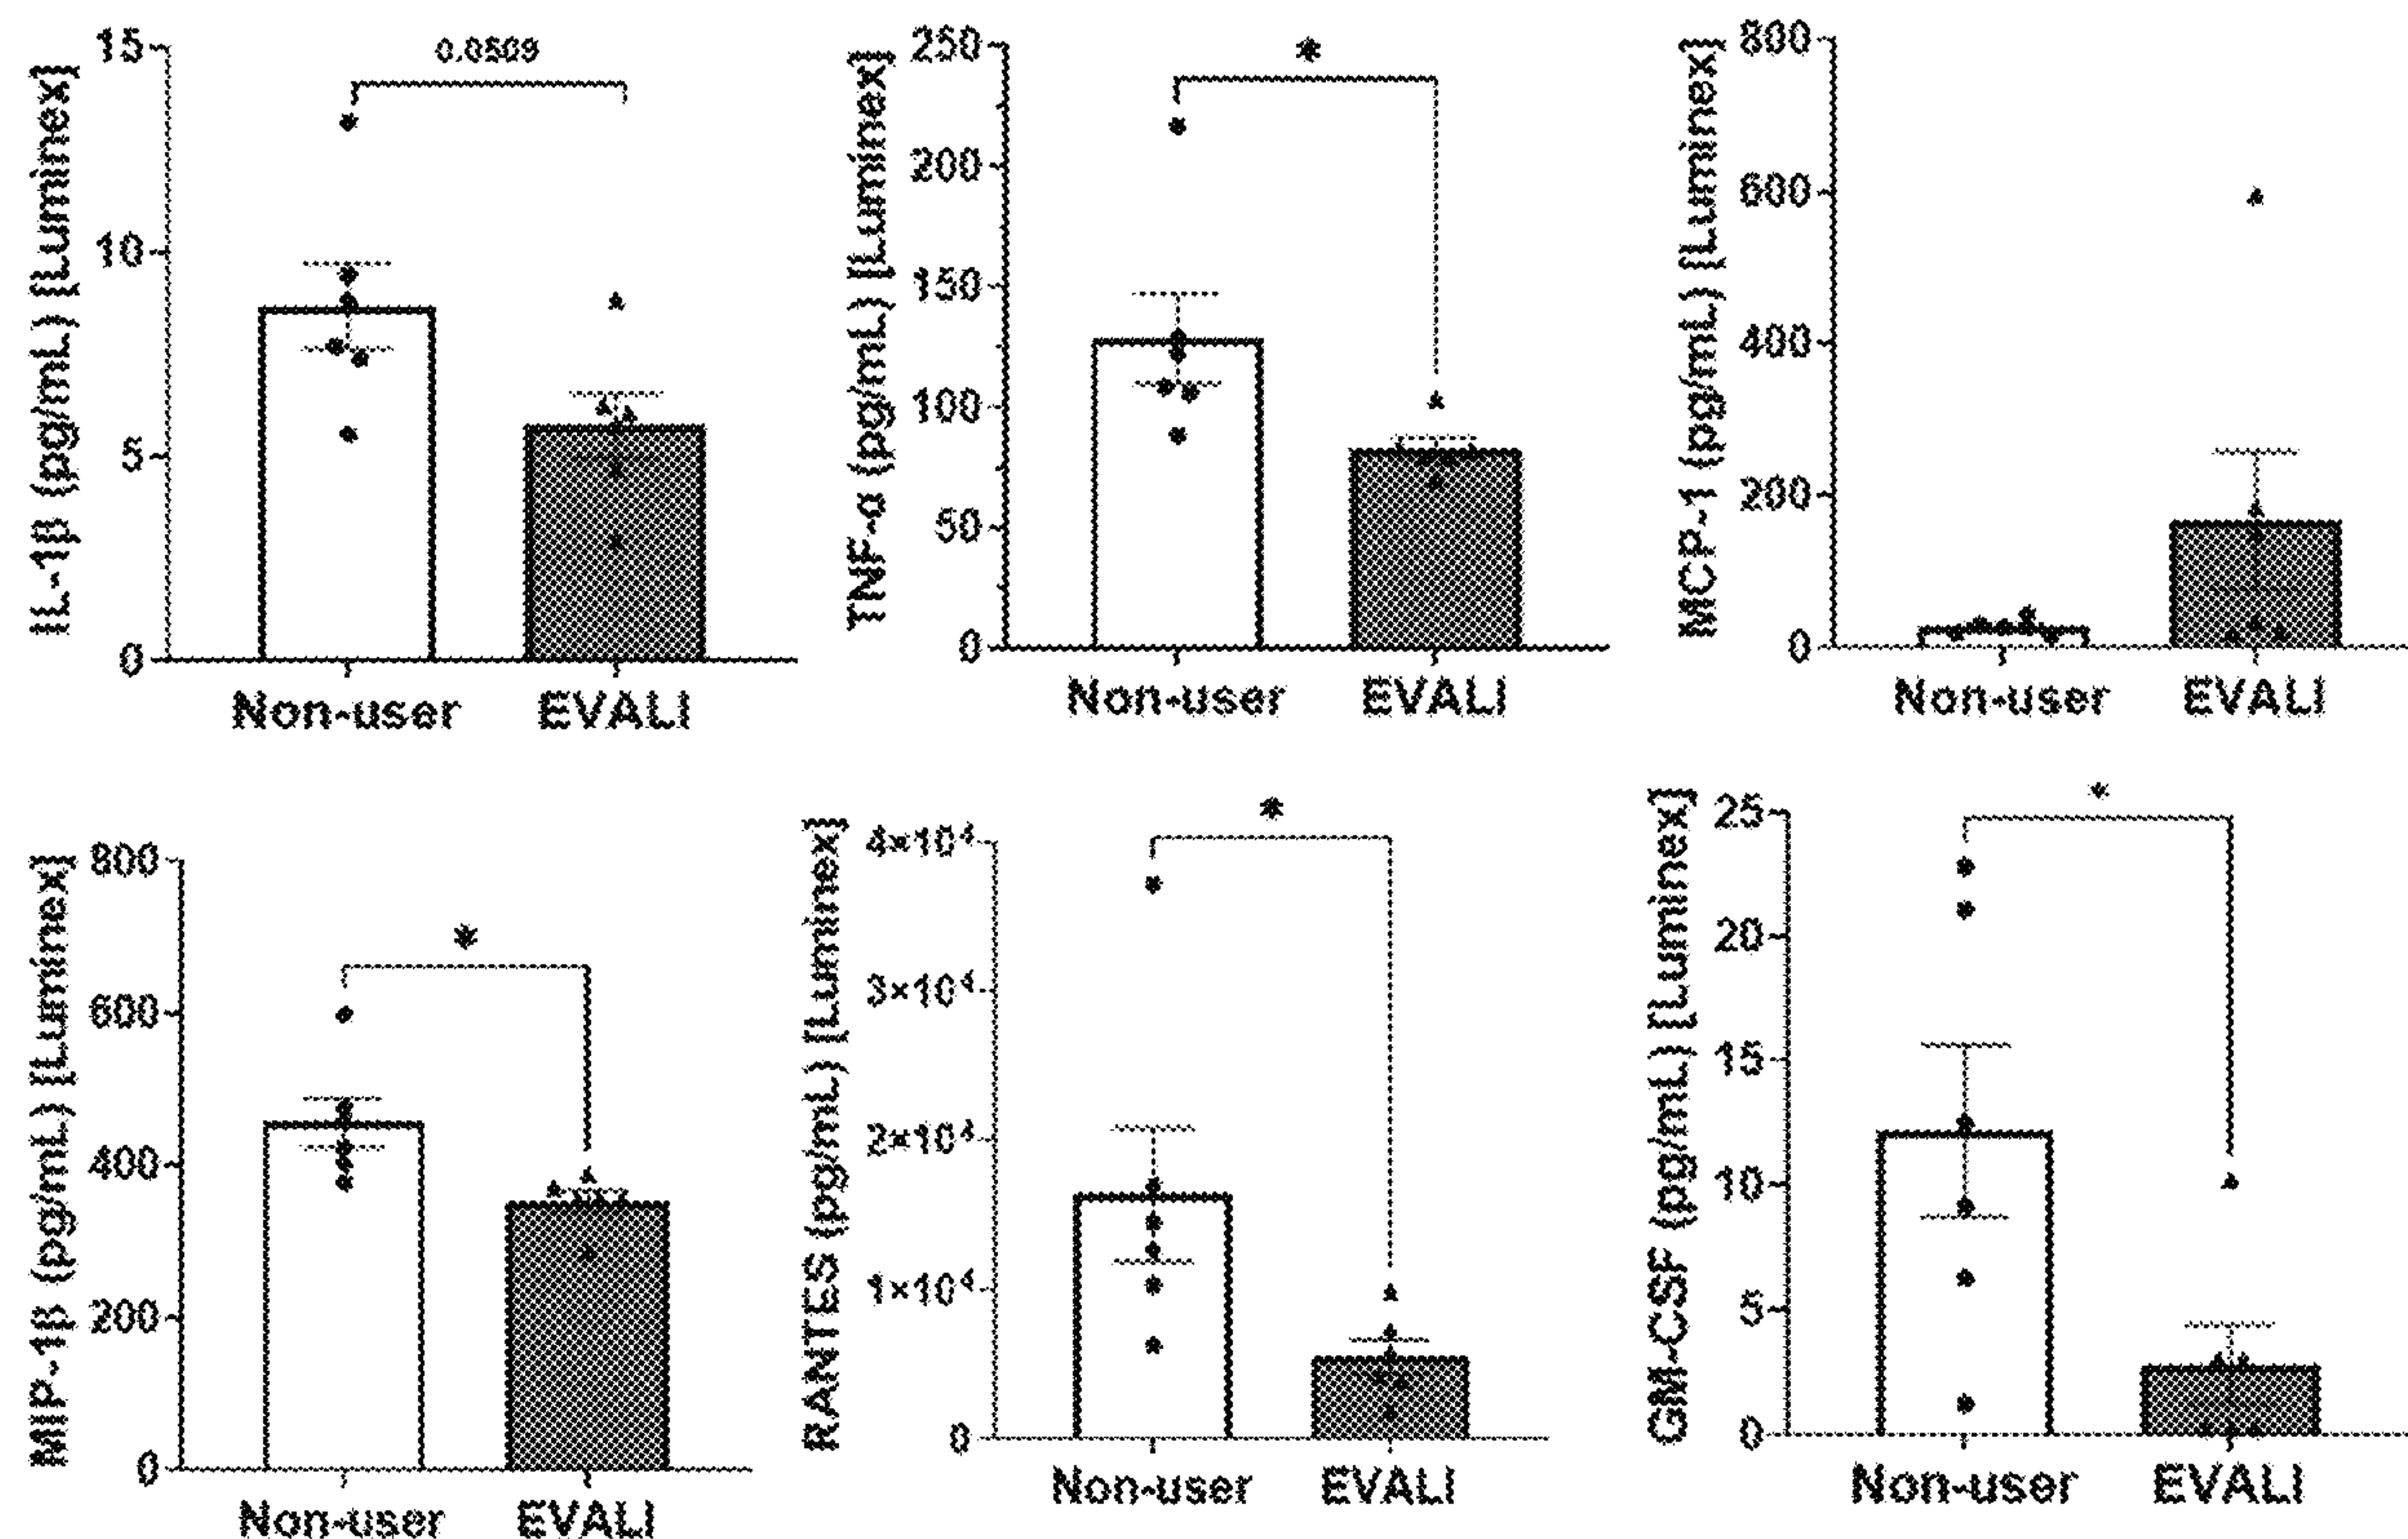 IL-1β (pg/mL) [Luminex]
15
10
5
0
0.0509
Non-user
EVALI
TNF-α (pg/mL) [Luminex]
250
200
150
100
50
0
*
Non-user
EVALI
MCP-1 (pg/mL) [Luminex]
800
600
400
200
0
Non-user
EVALI
MIP-1β (pg/mL) [Luminex]
800
600
400
200
0
*
Non-user
EVALI
RANTES (pg/mL) [Luminex]
4×10⁴
3×10⁴
2×10⁴
1×10⁴
0
*
Non-user
EVALI
GM-CSF (pg/mL) [Luminex]
25
20
15
10
5
0
*
Non-user
EVALI